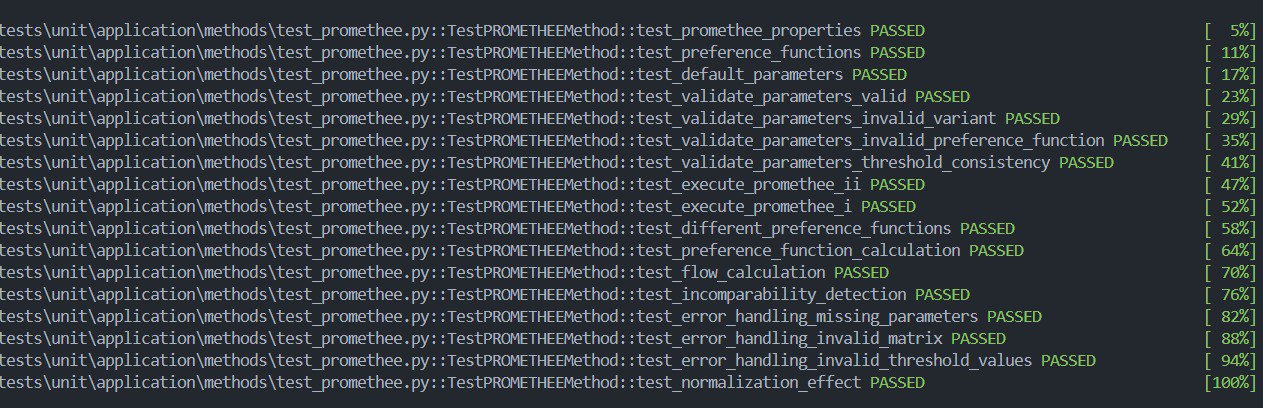 tests\unit\application\methods\test_promethee.py::TestPROMETHEEMethod::test_promethee_properties PASSED [  5%]
tests\unit\application\methods\test_promethee.py::TestPROMETHEEMethod::test_preference_functions PASSED [ 11%]
tests\unit\application\methods\test_promethee.py::TestPROMETHEEMethod::test_default_parameters PASSED [ 17%]
tests\unit\application\methods\test_promethee.py::TestPROMETHEEMethod::test_validate_parameters_valid PASSED [ 23%]
tests\unit\application\methods\test_promethee.py::TestPROMETHEEMethod::test_validate_parameters_invalid_variant PASSED [ 29%]
tests\unit\application\methods\test_promethee.py::TestPROMETHEEMethod::test_validate_parameters_invalid_preference_function PASSED [ 35%]
tests\unit\application\methods\test_promethee.py::TestPROMETHEEMethod::test_validate_parameters_threshold_consistency PASSED [ 41%]
tests\unit\application\methods\test_promethee.py::TestPROMETHEEMethod::test_execute_promethee_ii PASSED [ 47%]
tests\unit\application\methods\test_promethee.py::TestPROMETHEEMethod::test_execute_promethee_i PASSED [ 52%]
tests\unit\application\methods\test_promethee.py::TestPROMETHEEMethod::test_different_preference_functions PASSED [ 58%]
tests\unit\application\methods\test_promethee.py::TestPROMETHEEMethod::test_preference_function_calculation PASSED [ 64%]
tests\unit\application\methods\test_promethee.py::TestPROMETHEEMethod::test_flow_calculation PASSED [ 70%]
tests\unit\application\methods\test_promethee.py::TestPROMETHEEMethod::test_incomparability_detection PASSED [ 76%]
tests\unit\application\methods\test_promethee.py::TestPROMETHEEMethod::test_error_handling_missing_parameters PASSED [ 82%]
tests\unit\application\methods\test_promethee.py::TestPROMETHEEMethod::test_error_handling_invalid_matrix PASSED [ 88%]
tests\unit\application\methods\test_promethee.py::TestPROMETHEEMethod::test_error_handling_invalid_threshold_values PASSED [ 94%]
tests\unit\application\methods\test_promethee.py::TestPROMETHEEMethod::test_normalization_effect PASSED [100%]